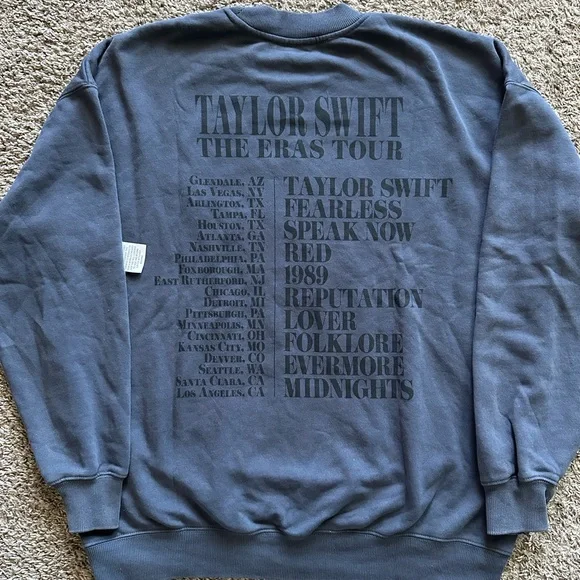 TAYLOR SWIFT
THE ERAS TOUR
GLENDALE, AZ
LAS VEGAS, NV
ARLINGTON, TX
TAMPA, FL
HOUSTON, TX
ATLANTA, GA
NASHVILLE, TN
PHILADELPHIA, PA
FOXBOROUGH, MA
EAST RUTHERFORD, NJ
CHICAGO, IL
DETROIT, MI
PITTSBURGH, PA
MINNEAPOLIS, MN
CINCINNATI, OH
KANSAS CITY, MO
DENVER, CO
SEATTLE, WA
SANTA CLARA, CA
LOS ANGELES, CA
TAYLOR SWIFT
FEARLESS
SPEAK NOW
RED
1989
REPUTATION
LOVER
FOLKLORE
EVERMORE
MIDNIGHTS